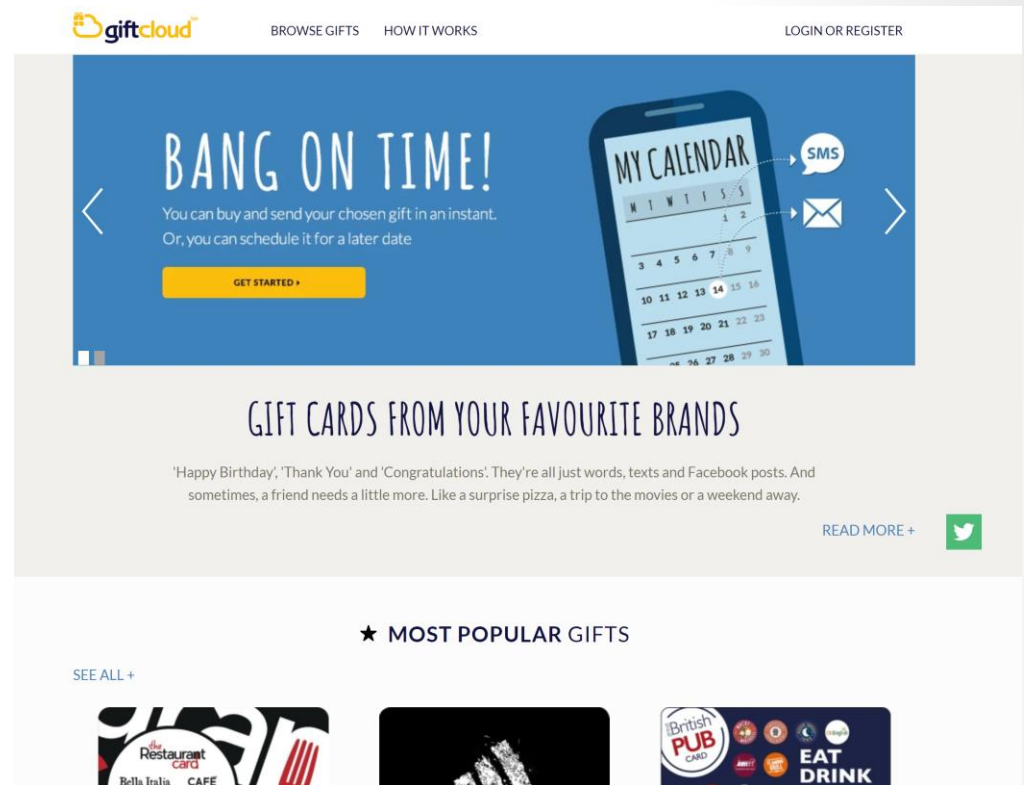 giftcloud™
BROWSE GIFTS
HOW IT WORKS
LOGIN OR REGISTER
BANG ON TIME!
You can buy and send your chosen gift in an instant.
Or, you can schedule it for a later date
GET STARTED
MY CALENDAR
M T W T F S S
1 2
3 4 5 6 7 8 9
10 11 12 13 14 15 16
17 18 19 20 21 22 23
26 27 28 29 30
SMS
GIFT CARDS FROM YOUR FAVOURITE BRANDS
'Happy Birthday', 'Thank You' and 'Congratulations'. They're all just words, texts and Facebook posts. And
sometimes, a friend needs a little more. Like a surprise pizza, a trip to the movies or a weekend away.
READ MORE +
★ MOST POPULAR GIFTS
SEE ALL +
the
Restaurant
card
Bella Italia CAFÉ
British
PUB
CARD
EAT
DRINK